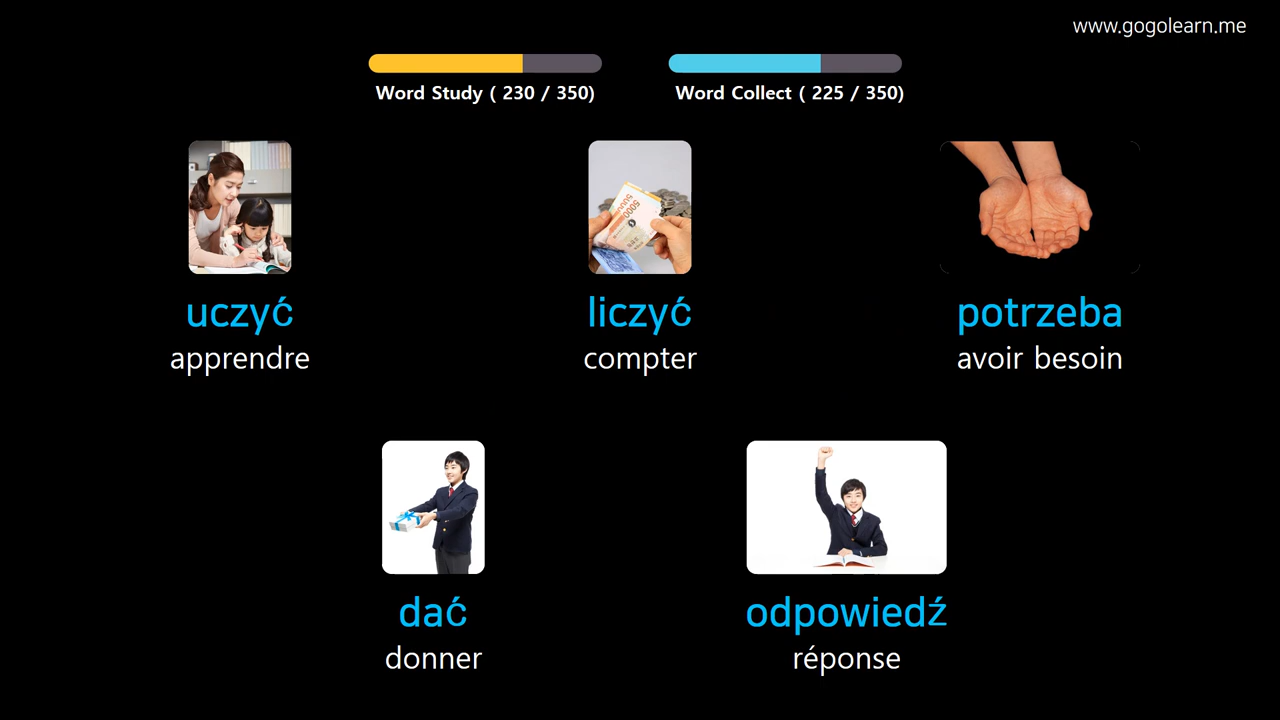 www.gogolearn.me
Word Study ( 230 / 350)
Word Collect ( 225 / 350)
uczyć
apprendre
liczyć
compter
potrzeba
avoir besoin
dać
donner
odpowiedź
réponse